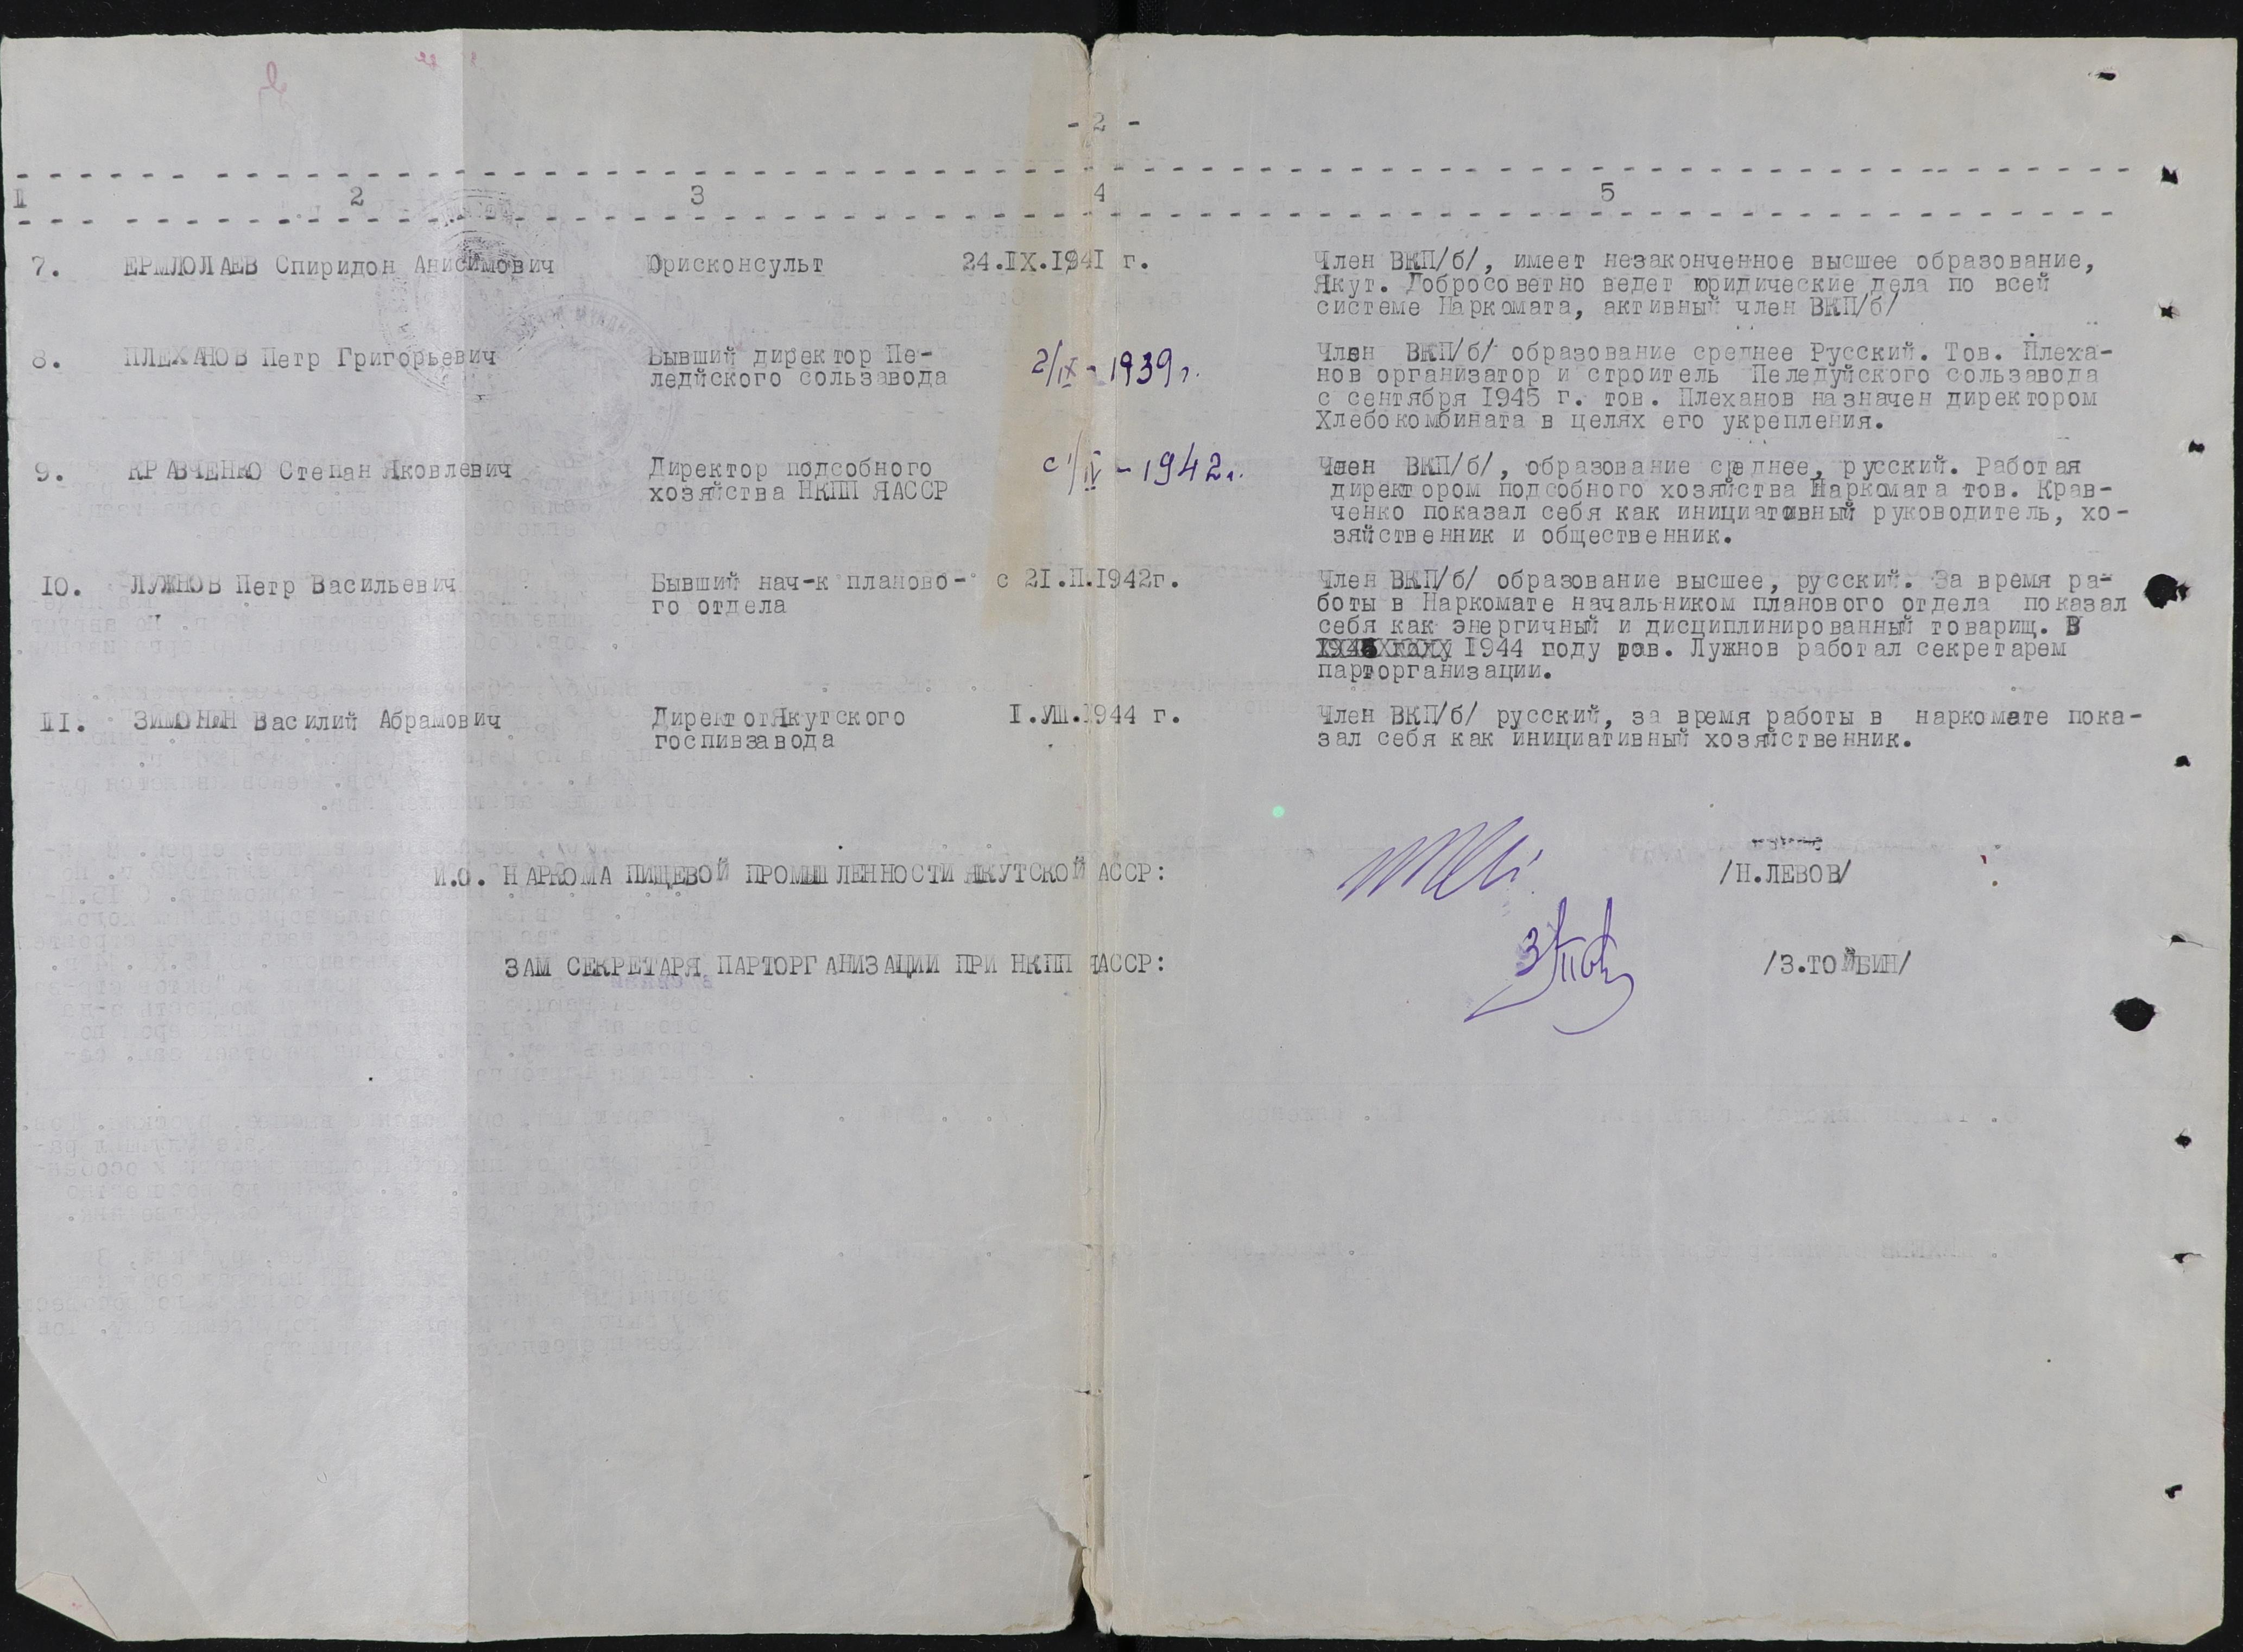 - 2 -
I 2 3 4 5
7. ЕРМЛОЛАЕВ Спиридон Анисимович Юрисконсульт 24.IX.1941 г. Член ВКП/б/, имеет незаконченное высшее образование,
Якут. Добросоветно ведет юридические дела по всей
системе Наркомата, активный член ВКП/б/
8. ПЛЕХАНОВ Петр Григорьевич Бывший директор Пе- 2/IX - 1939 г. Член ВКП/б/ образование среднее Русский. Тов. Плеха-
ледйского сользавода нов организатор и строитель Пеледуйского сользавода
с сентября 1945 г. тов. Плеханов назначен директором
Хлебокомбината в целях его укрепления.
9. КРАВЧЕНКО Степан Яковлевич Директор подсобного с 1/IV - 1942 г. Член ВКП/б/, образование среднее, русский. Работая
хозяйства НКПП ЯАССР директором подсобного хозяйства Наркомата тов. Крав-
ченко показал себя как инициативный руководитель, хо-
зяйственник и общественник.
10. ЛУЖНОВ Петр Васильевич Бывший нач-к планово- с 21.П.1942г. Член ВКП/б/ образование высшее, русский. За время ра-
го отдела боты в Наркомате начальником планового отдела показал
себя как энергичный и дисциплинированный товарищ. В
1944 году тов. Лужнов работал секретарем
парторганизации.
II. ЗИМОНИН Василий Абрамович Директот Якутского I.УШ.1944 г. Член ВКП/б/ русский, за время работы в наркомате пока-
госпивзавода зал себя как инициативный хозяйственник.
И.о. НАРКОМА ПИЩЕВОЙ ПРОМЫШЛЕННОСТИ ЯКУТСКОЙ АССР: /Н.ЛЕВОВ/
ЗАМ СЕКРЕТАРЯ ПАРТОРГАНИЗАЦИИ ПРИ НКПП ЯАССР: /З.ТОЙБИН/